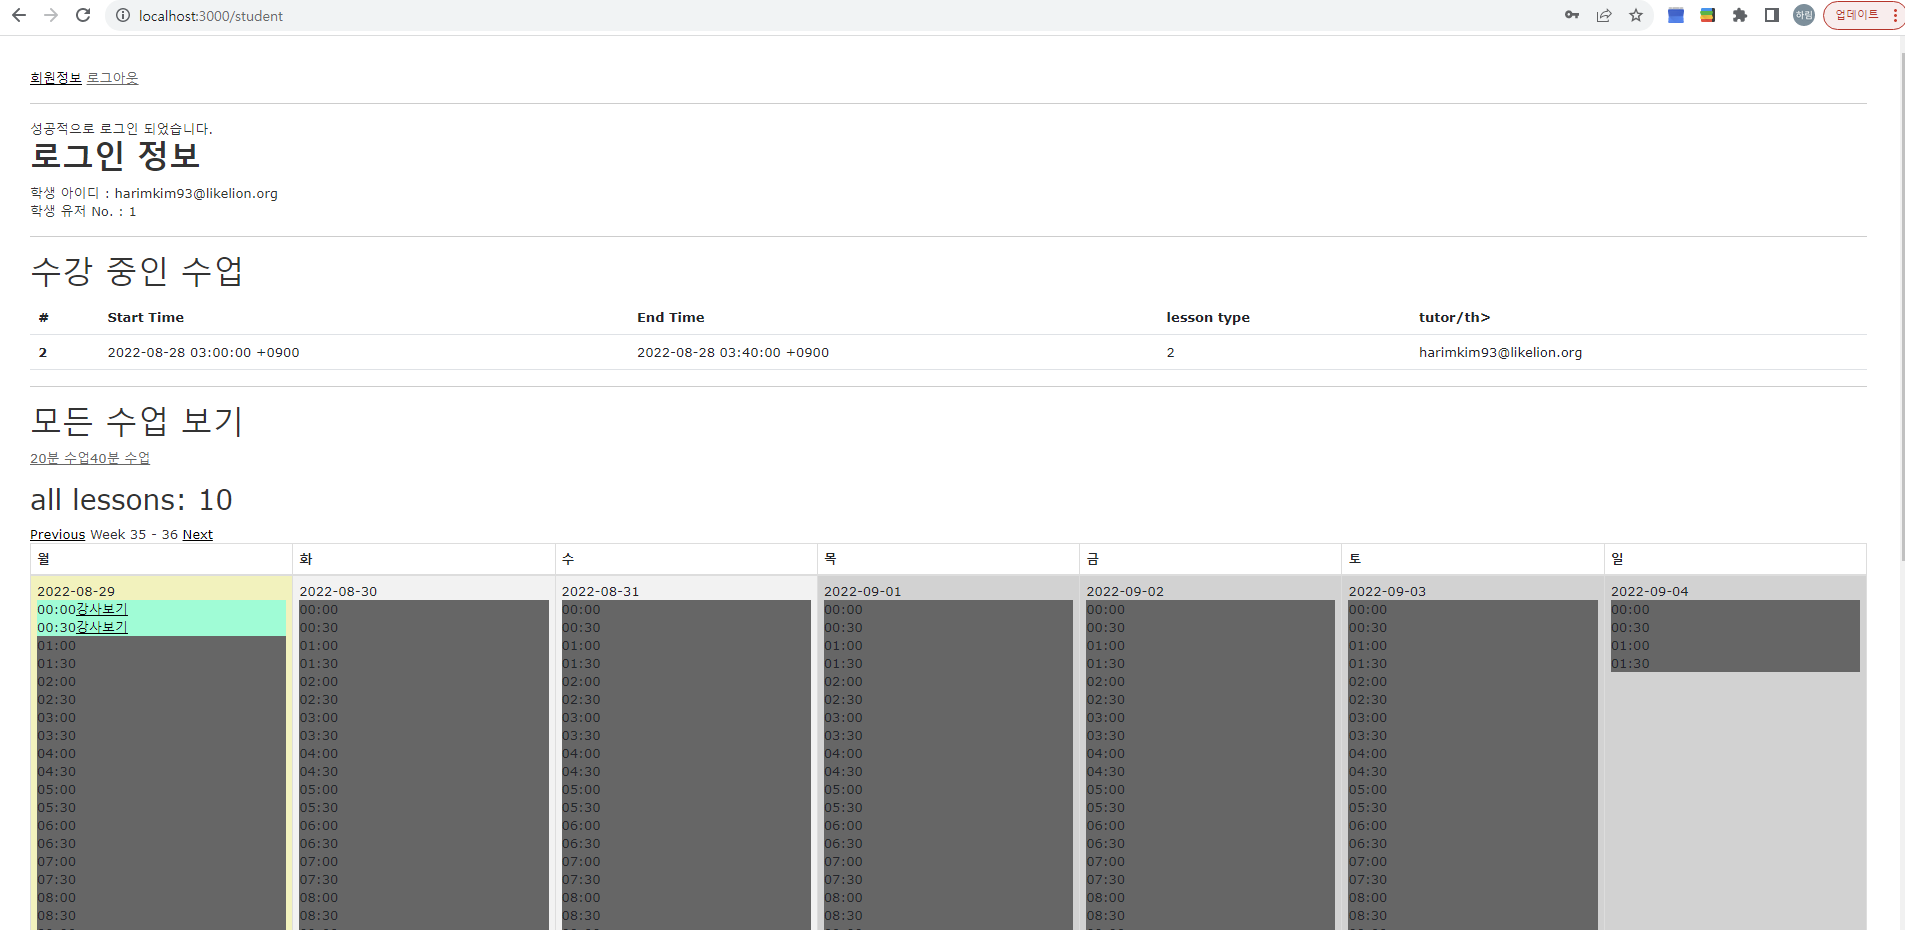 localhost:3000/student
하림
업데이트
회원정보 로그아웃
성공적으로 로그인 되었습니다.
로그인 정보
학생 아이디 : harimkim93@likelion.org
학생 유저 No. : 1
수강 중인 수업
# Start Time End Time lesson type tutor/th>
2 2022-08-28 03:00:00 +0900 2022-08-28 03:40:00 +0900 2 harimkim93@likelion.org
모든 수업 보기
20분 수업40분 수업
all lessons: 10
Previous Week 35 - 36 Next
월 화 수 목 금 토 일
2022-08-29 2022-08-30 2022-08-31 2022-09-01 2022-09-02 2022-09-03 2022-09-04
00:00강사보기 00:00 00:00 00:00 00:00 00:00 00:00
00:30강사보기 00:30 00:30 00:30 00:30 00:30 00:30
01:00 01:00 01:00 01:00 01:00 01:00 01:00
01:30 01:30 01:30 01:30 01:30 01:30 01:30
02:00 02:00 02:00 02:00 02:00 02:00
02:30 02:30 02:30 02:30 02:30 02:30
03:00 03:00 03:00 03:00 03:00 03:00
03:30 03:30 03:30 03:30 03:30 03:30
04:00 04:00 04:00 04:00 04:00 04:00
04:30 04:30 04:30 04:30 04:30 04:30
05:00 05:00 05:00 05:00 05:00 05:00
05:30 05:30 05:30 05:30 05:30 05:30
06:00 06:00 06:00 06:00 06:00 06:00
06:30 06:30 06:30 06:30 06:30 06:30
07:00 07:00 07:00 07:00 07:00 07:00
07:30 07:30 07:30 07:30 07:30 07:30
08:00 08:00 08:00 08:00 08:00 08:00
08:30 08:30 08:30 08:30 08:30 08:30